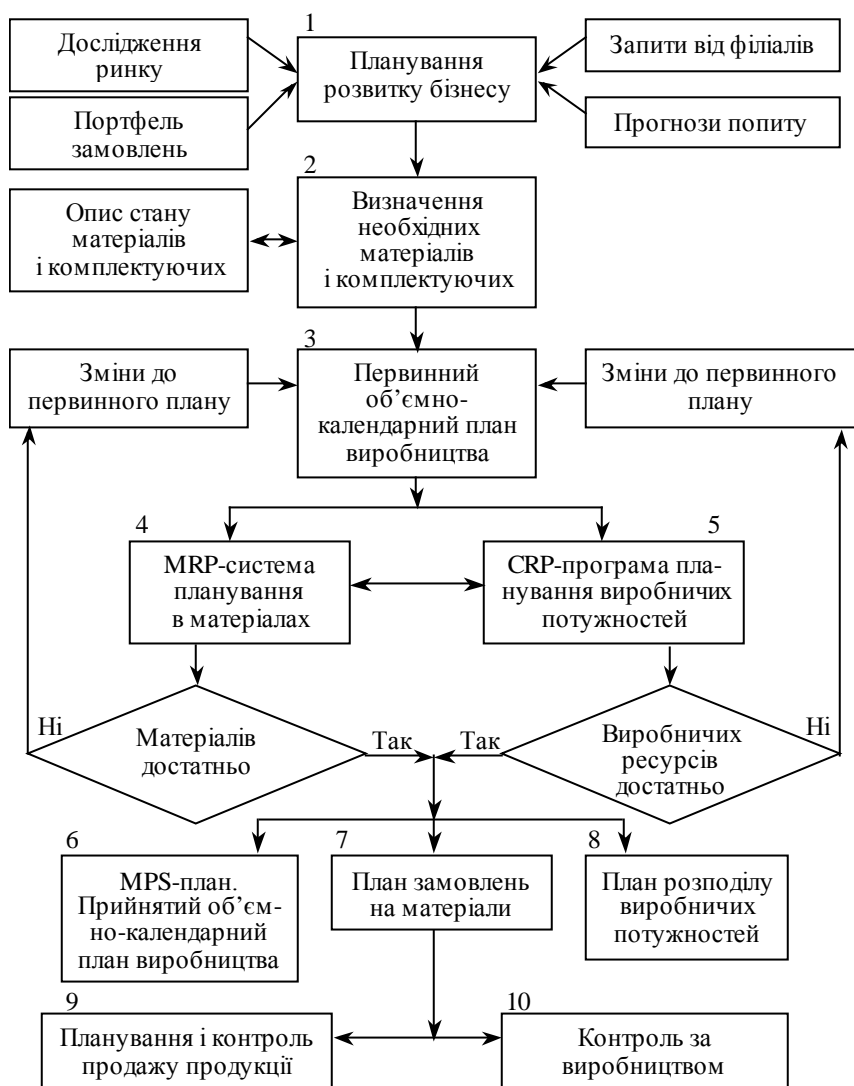 Дослідження
ринку
Портфель
замовлень
1
Планування
розвитку бізнесу
Запити від філіалів
Прогнози попиту
2
Опис стану
матеріалів
і комплектуючих
Визначення
необхідних
матеріалів
і комплектуючих
3
Зміни до
первинного плану
Первинний
об’ємно-
календарний план
виробництва
Зміни до первинного
плану
4
MRP-система
планування
в матеріалах
5
CRP-програма пла-
нування виробничих
потужностей
Ні
Матеріалів
достатньо
Так
Так
Виробничих
ресурсів
достатньо
Ні
6
MPS-план.
Прийнятий об’єм-
но-календарний
план виробництва
7
План замовлень
на матеріали
8
План розподілу
виробничих
потужностей
9
Планування і контроль
продажу продукції
10
Контроль за
виробництвом